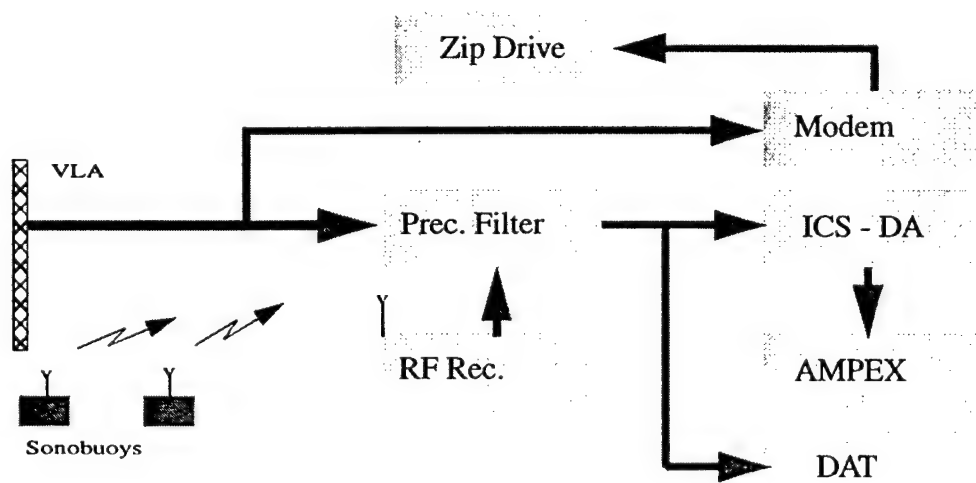 Zip Drive
Modem
VLA
Prec. Filter
ICS - DA
RF Rec.
AMPEX
Sonobuoys
DAT